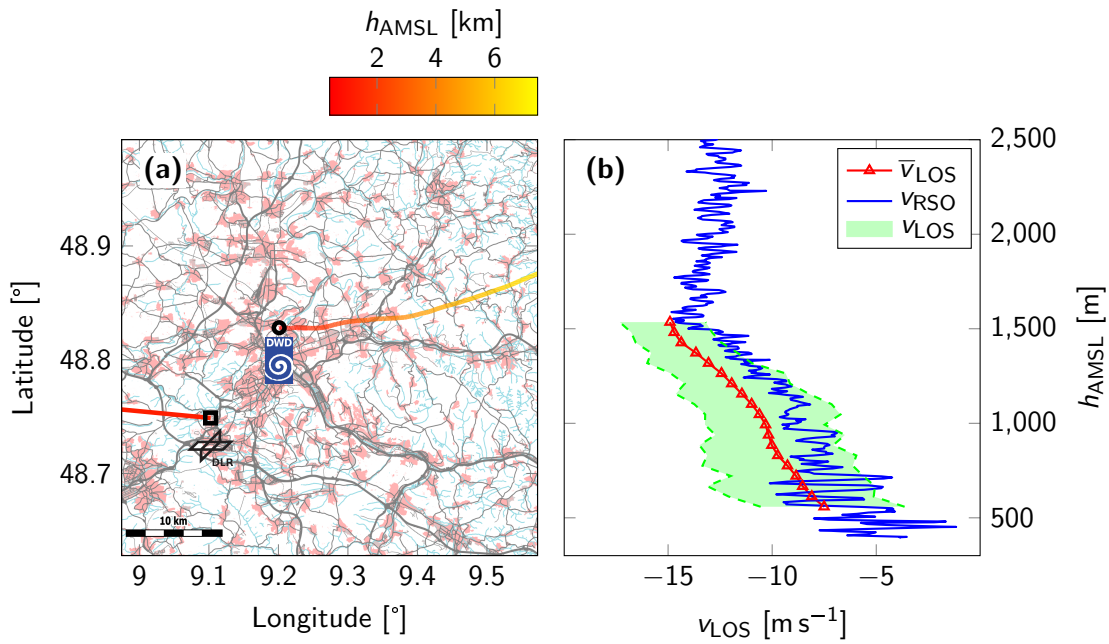 h_AMSL [km]
2 4 6
(a)
48.9
48.8
48.7
Latitude [°]
DWD
DLR
10 km
9 9.1 9.2 9.3 9.4 9.5
Longitude [°]
(b)
v̅_LOS
v_RSO
v_LOS
2,500
2,000
1,500
1,000
500
h_AMSL [m]
−15 −10 −5
v_LOS [m s⁻¹]